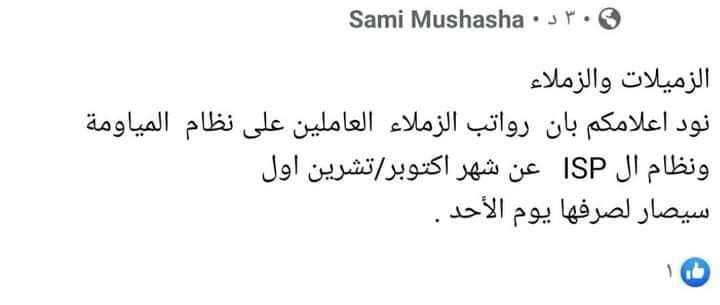 Sami Mushasha • ٣ د •
الزميلات والزملاء
نود اعلامكم بان رواتب الزملاء العاملين على نظام المياومة
ونظام ال ISP عن شهر اكتوبر/تشرين اول
سيصار لصرفها يوم الأحد .
١